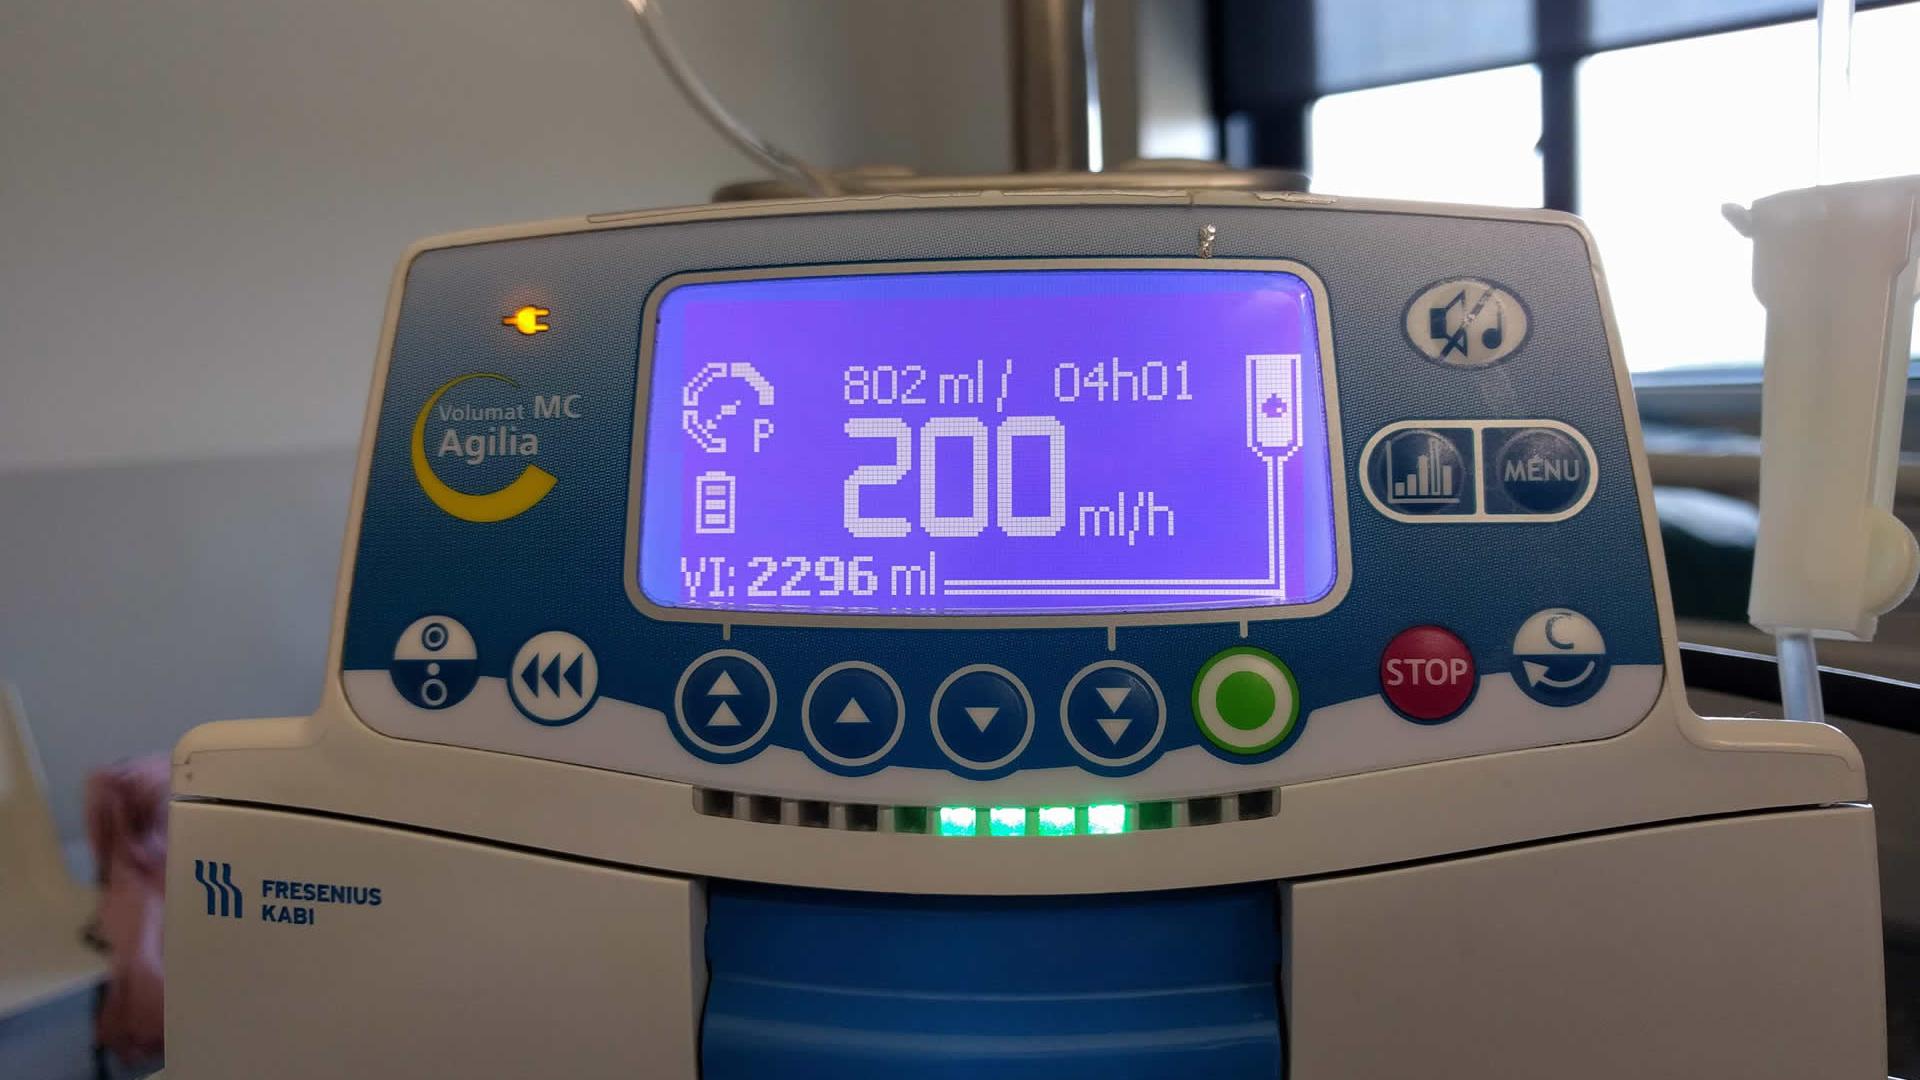 802 ml / 04h01
P
200 ml/h
VI: 2296 ml
Volumat MC
Agilia
MENU
STOP
C
FRESENIUS
KABI